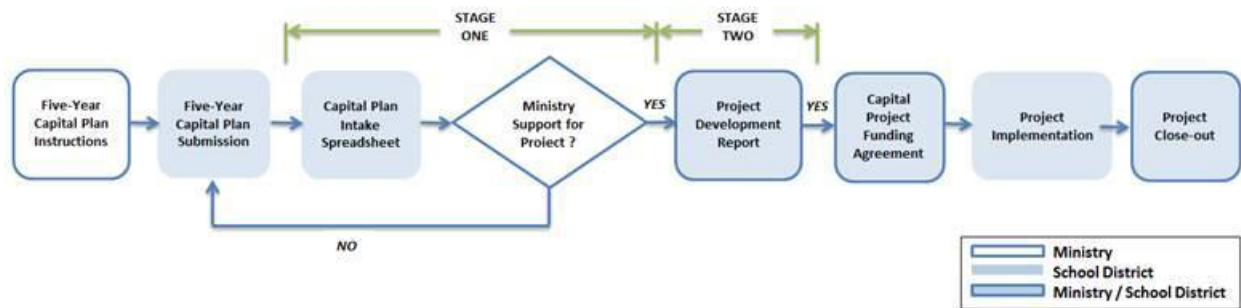 STAGE
ONE
STAGE
TWO
Five-Year
Capital Plan
Instructions
Five-Year
Capital Plan
Submission
Capital Plan
Intake
Spreadsheet
Ministry
Support for
Project ?
YES
Project
Development
Report
YES
Capital
Project
Funding
Agreement
Project
Implementation
Project
Close-out
NO
Ministry
School District
Ministry / School District